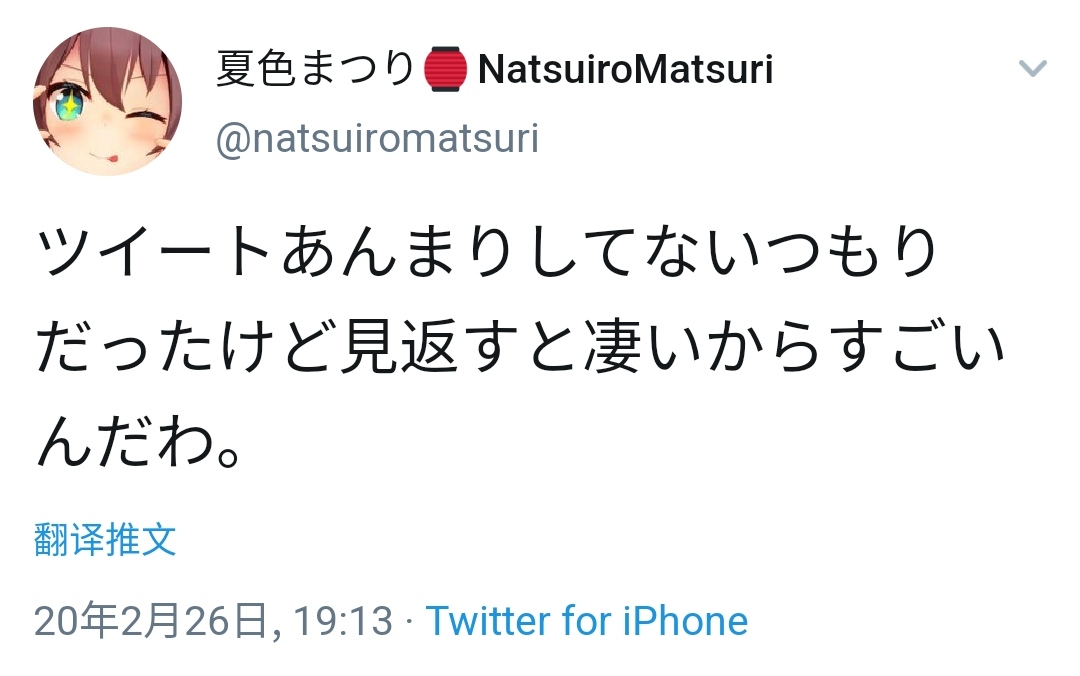 夏色まつり🏮NatsuiroMatsuri
@natsuiromatsuri
ツイートあんまりしてないつもり
だったけど見返すと凄いからすごい
んだわ。
翻译推文
20年2月26日, 19:13 · Twitter for iPhone